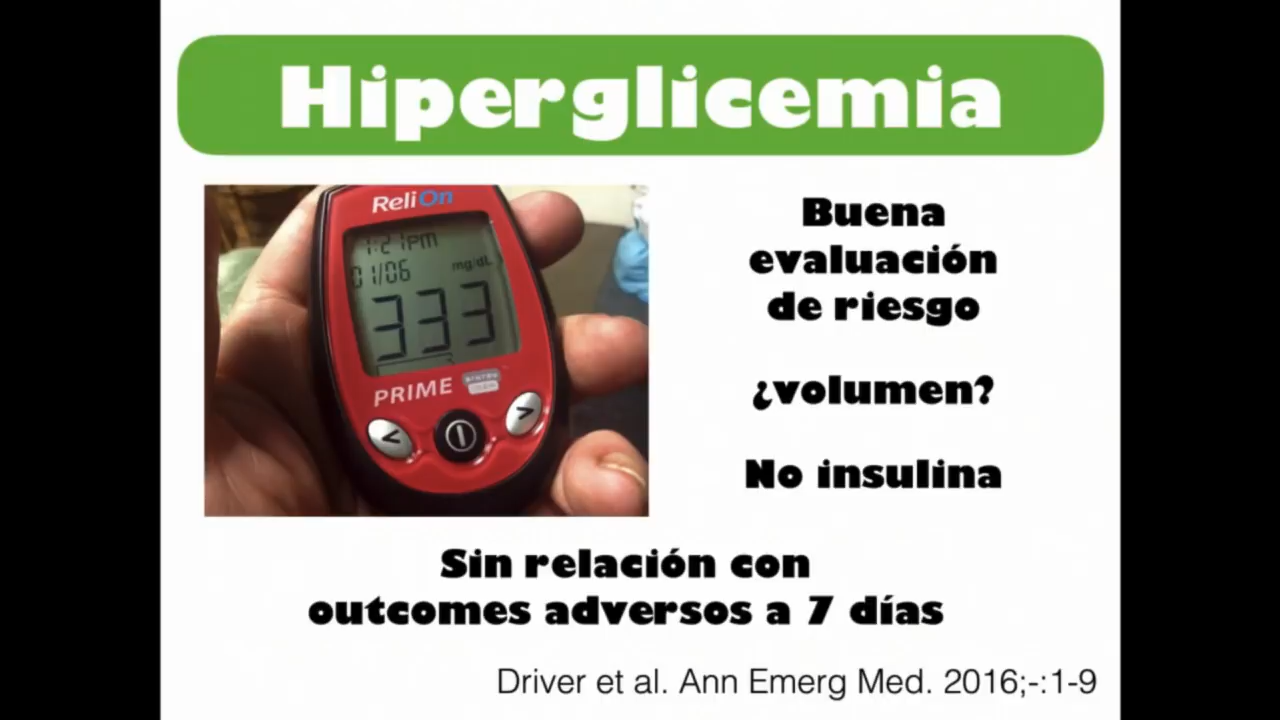 Hiperglicemia
ReliOn
1:21PM
01/06
mg/dL
333
PRIME
<
>
Buena
evaluación
de riesgo
¿volumen?
No insulina
Sin relación con
outcomes adversos a 7 días
Driver et al. Ann Emerg Med. 2016;-:1-9